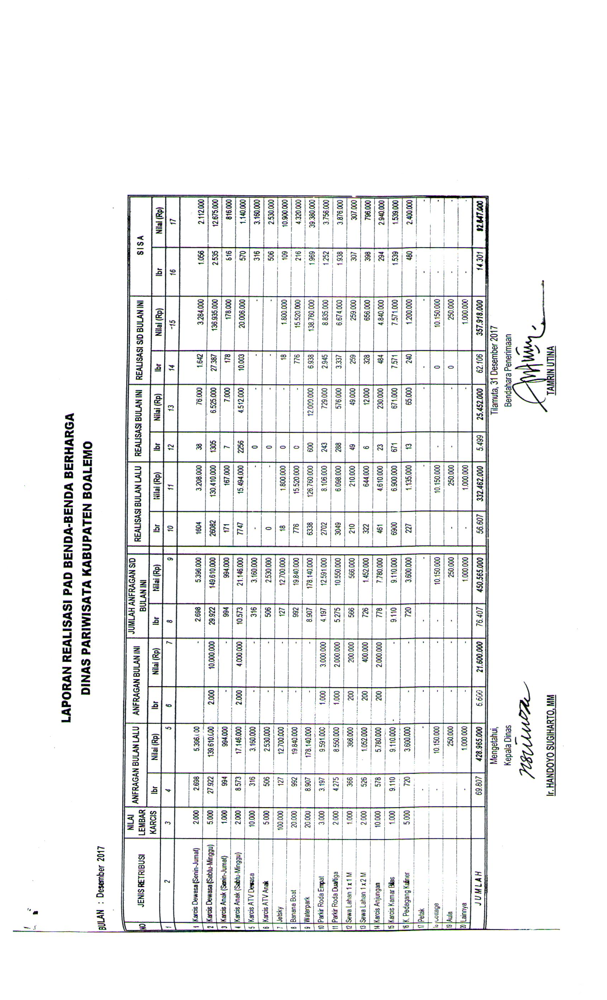 LAPORAN REALISASI PAD BENDA-BENDA BERHARGA
DINAS PARIWISATA KABUPATEN BOALEMO
BULAN : Desember 2017
NO JENIS RETRIBUSI NILAI LEMBAR KARCIS ANFRAGAN BULAN LALU ANFRAGAN BULAN INI JUMLAH ANFRAGAN S/D BULAN INI REALISASI BULAN LALU REALISASI BULAN INI REALISASI S/D BULAN INI S I S A
lbr Nilai (Rp) lbr Nilai (Rp) lbr Nilai (Rp) lbr Nilai (Rp) lbr Nilai (Rp) lbr Nilai (Rp) lbr Nilai (Rp)
1 2 3 4 5 6 7 8 9 10 11 12 13 14 -15 16 17
1 Karcis Dewasa (Senin-Jumat) 2.000 2.698 2.698 5.396.000 1604 3.208.000 38 76.000 1.642 3.284.000 1.056 2.112.000
2 Karcis Dewasa (Sabtu-Minggu) 5.000 27.922 2.000 10.000.000 29.922 149.610.000 26082 130.410.000 1305 6.525.000 27.387 136.935.000 2.535 12.675.000
3 Karcis Anak (Senin-Jumat) 1.000 994 994.000 - - 994 994.000 171 167.000 7 7.000 178 178.000 816 816.000
4 Karcis Anak (Sabtu-Minggu) 2.000 8.573 17.146.000 2.000 4.000.000 10.573 21.146.000 7747 15.494.000 2256 4.512.000 10.003 20.006.000 570 1.140.000
5 Karcis ATV Dewasa 10.000 316 3.160.000 - - 316 3.160.000 - - 0 - - - 316 3.160.000
6 Karcis ATV Anak 5.000 506 2.530.000 - - 506 2.530.000 0 - 0 - - - 506 2.530.000
7 Jetsky 100.000 127 12.700.000 - - 127 12.700.000 18 1.800.000 0 - 18 1.800.000 109 10.900.000
8 Banana Boat 20.000 992 19.840.000 - - 992 19.840.000 776 15.520.000 0 - 776 15.520.000 216 4.320.000
9 Waterpark 20.000 8.907 178.140.000 - - 8.907 178.140.000 6338 126.760.000 600 12.000.000 6.938 138.760.000 1.969 39.380.000
10 Parkir Roda Empat 3.000 3.197 9.591.000 1.000 3.000.000 4.197 12.591.000 2702 8.106.000 243 729.000 2.945 8.835.000 1.252 3.756.000
11 Parkir Roda Dua/tiga 2.000 4.275 8.550.000 1.000 2.000.000 5.275 10.550.000 3049 6.098.000 288 576.000 3.337 6.674.000 1.938 3.876.000
12 Sewa Lahan 1 x 1 M 1.000 366 366.000 200 200.000 566 566.000 210 210.000 49 49.000 259 259.000 307 307.000
13 Sewa Lahan 1 x 2 M 2.000 526 1.052.000 200 400.000 726 1.452.000 322 644.000 6 12.000 328 656.000 398 796.000
14 Karcis Anjungan 10.000 578 5.780.000 200 2.000.000 778 7.780.000 461 4.610.000 23 230.000 484 4.840.000 294 2.940.000
15 Karcis Kamar Bilas 1.000 9.110 9.110.000 - - 9.110 9.110.000 6900 6.900.000 671 671.000 7.571 7.571.000 1.539 1.539.000
16 K. Pedagang Kuliner 5.000 720 3.600.000 - - 720 3.600.000 227 1.135.000 13 65.000 240 1.200.000 480 2.400.000
17 Petak - - - - - - - - - - -
Cottage - 10.150.000 - - - 10.150.000 10.150.000 - - 0 10.150.000 - -
19 Aula 250.000 - - - 250.000 - 250.000 - - 0 250.000 - -
20 Lainnya - 1.000.000 - - 1.000.000 - 1.000.000 - 1.000.000 - -
J U M L A H 69.807 428.965.000 6.600 21.600.000 76.407 450.565.000 56.607 332.462.000 5.499 25.452.000 62.106 357.918.000 14.301 92.647.000
Tilamuta, 31 Desember 2017
Mengetahui,
Kepala Dinas
Bendahara Penerimaan
Ir. HANDOYO SUGIHARTO, MM
TAMRIN UTINA